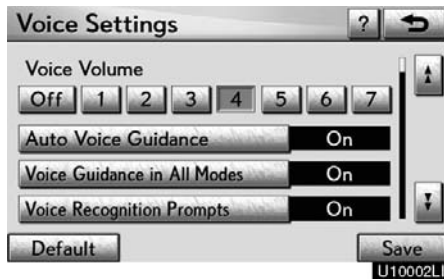 Voice Settings ?
Voice Volume
Off 1 2 3 4 5 6 7
Auto Voice Guidance On
Voice Guidance in All Modes On
Voice Recognition Prompts On
Default Save
U10002L